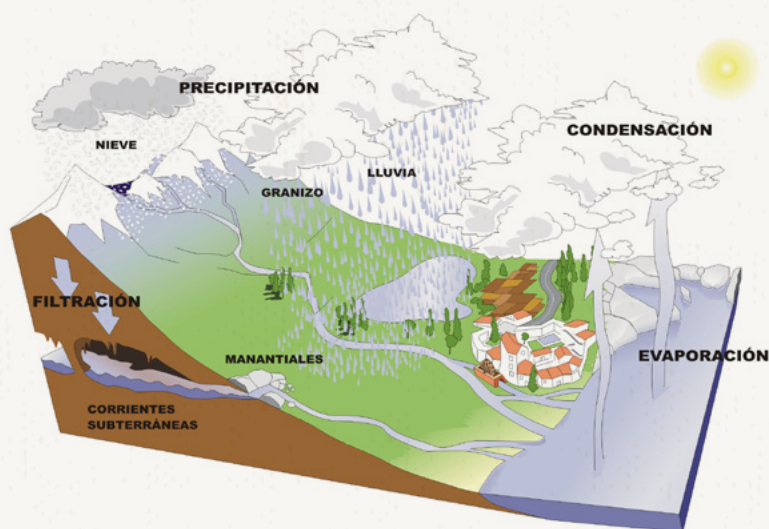 PRECIPITACIÓN
CONDENSACIÓN
NIEVE
LLUVIA
GRANIZO
FILTRACIÓN
MANANTIALES
EVAPORACIÓN
CORRIENTES
SUBTERRÁNEAS